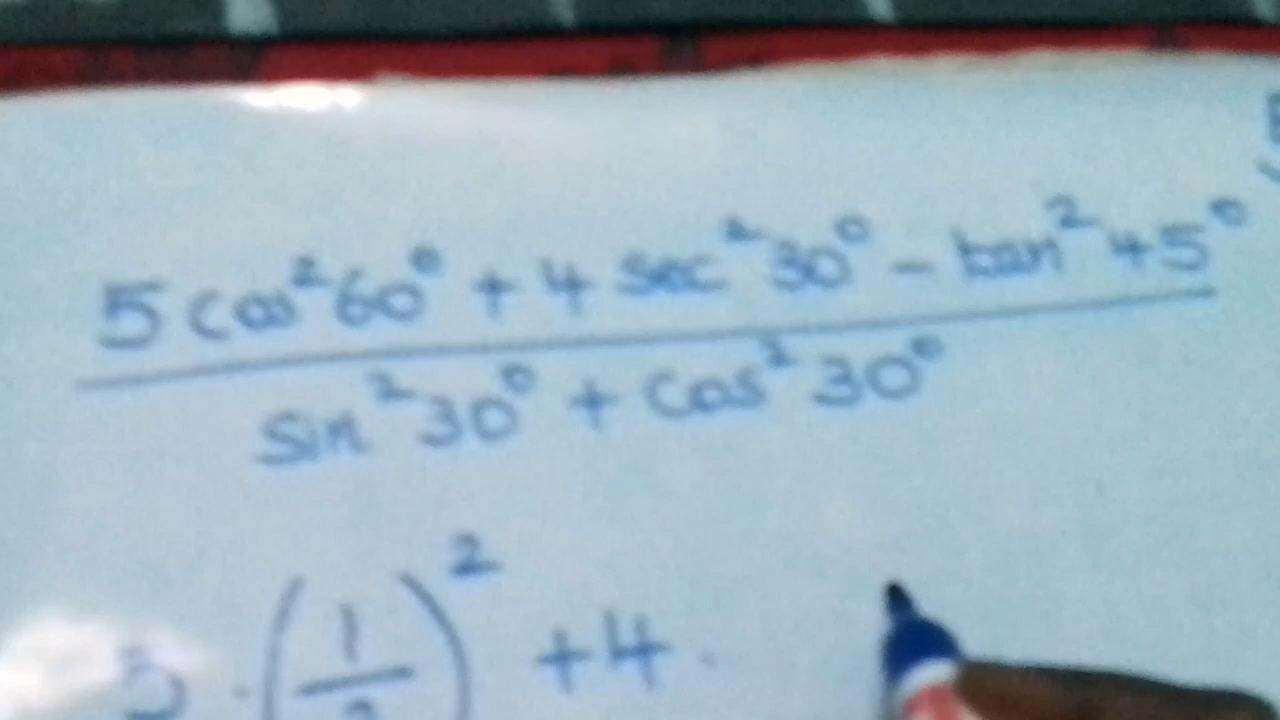 5 cos²60° + 4 sec²30° - tan²45°
sin²30° + cos²30°
5 · (1/2)² + 4 ·